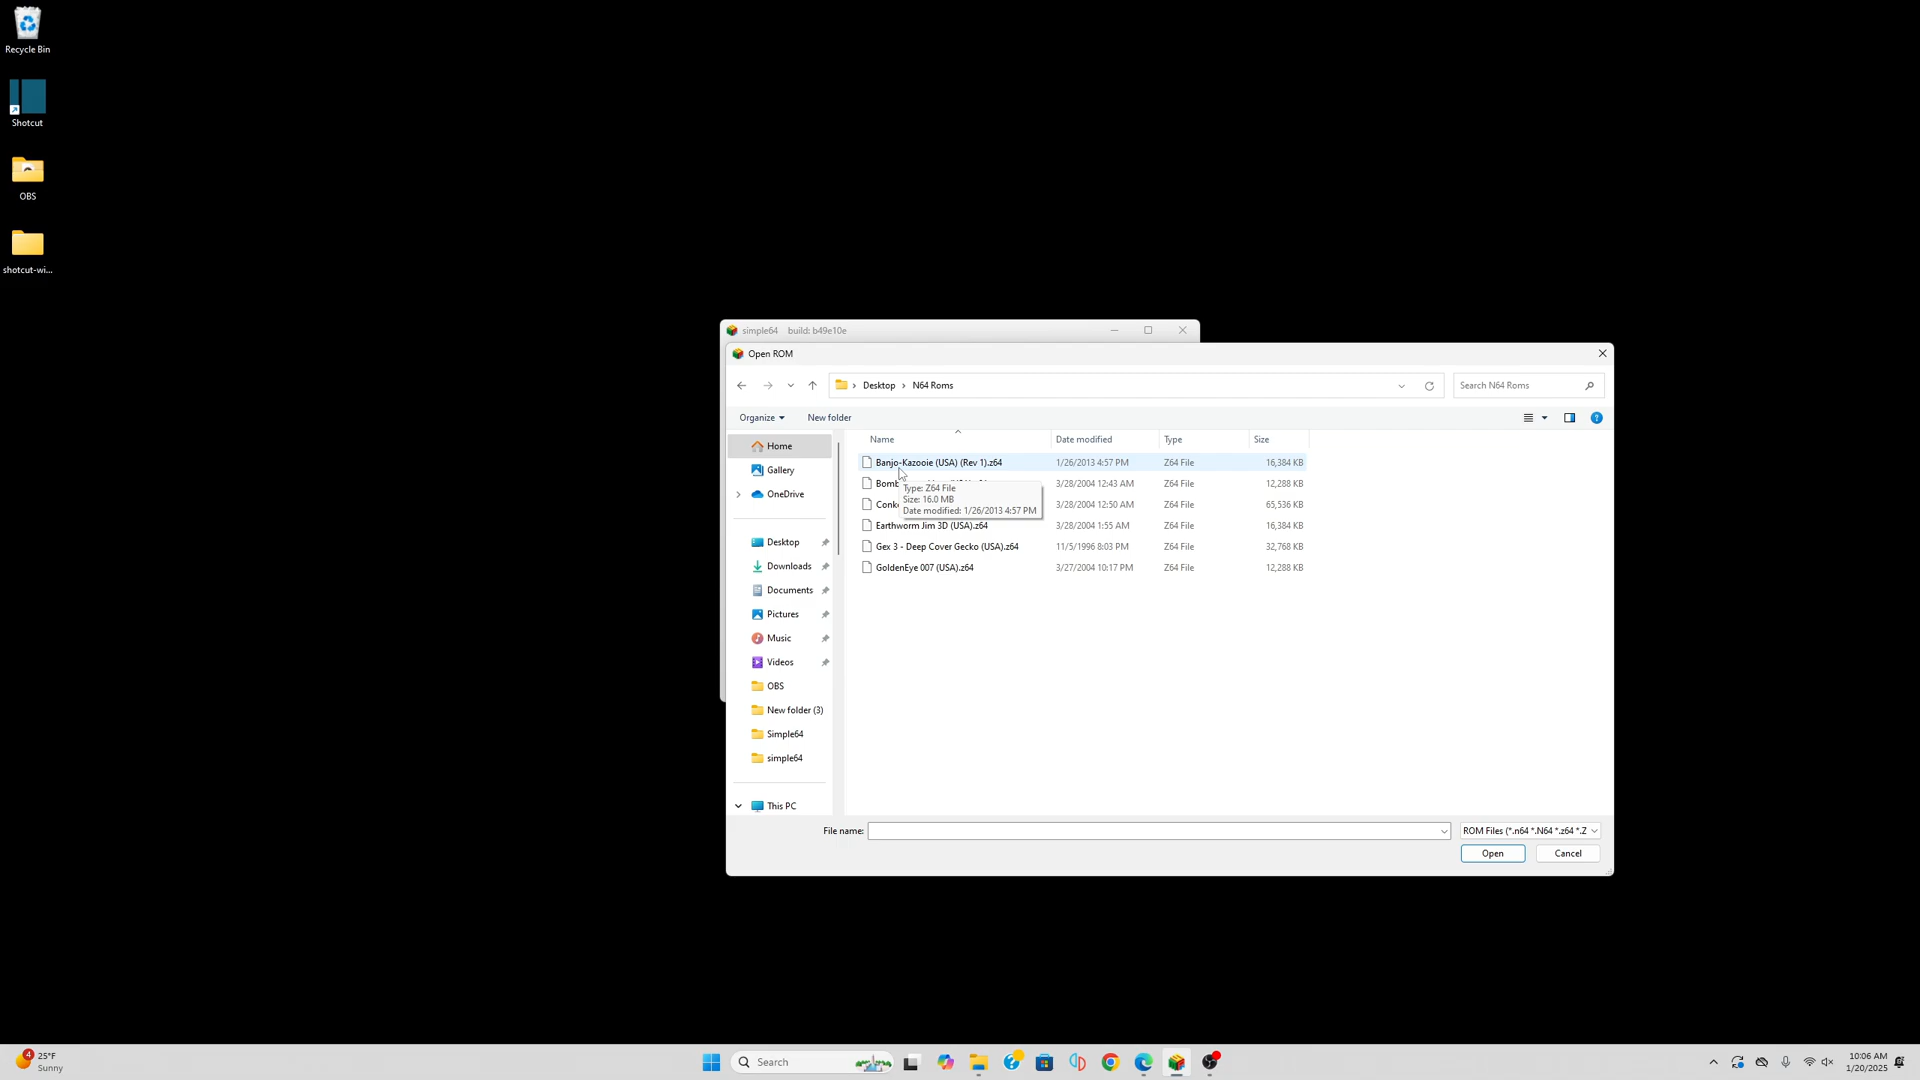 Recycle Bin
Shotcut
OBS
shotcut-wi...
simple64 build: b49e10e
Open ROM
Desktop › N64 Roms
Search N64 Roms
Organize
New folder
Name Date modified Type Size
Banjo-Kazooie (USA) (Rev 1).z64 1/26/2013 4:57 PM Z64 File 16,384 KB
Bomb 3/28/2004 12:43 AM Z64 File 12,288 KB
Conk 3/28/2004 12:50 AM Z64 File 65,536 KB
Earthworm Jim 3D (USA).z64 3/28/2004 1:55 AM Z64 File 16,384 KB
Gex 3 - Deep Cover Gecko (USA).z64 11/5/1996 8:03 PM Z64 File 32,768 KB
GoldenEye 007 (USA).z64 3/27/2004 10:17 PM Z64 File 12,288 KB
Type: Z64 File
Size: 16.0 MB
Date modified: 1/26/2013 4:57 PM
Home
Gallery
OneDrive
Desktop
Downloads
Documents
Pictures
Music
Videos
OBS
New folder (3)
Simple64
simple64
This PC
File name:
ROM Files (*.n64 *.N64 *.z64 *.Z
Open
Cancel
4
25°F
Sunny
Search
10:06 AM
1/20/2025